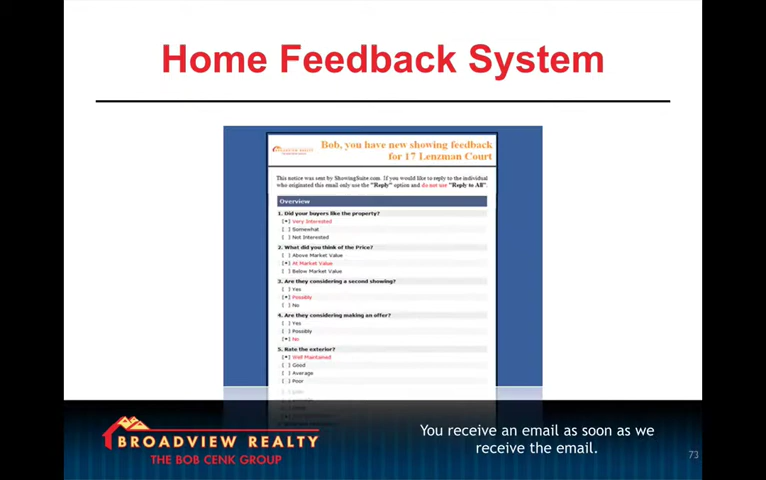 Home Feedback System
Bob, you have new showing feedback
for 17 Lenzman Court
This notice was sent by ShowingSuite.com. If you would like to reply to the individual
who originated this email only use the "Reply" option and do not use "Reply to All".
Overview
1. Did your buyers like the property?
[•] Very Interested
[ ] Somewhat
[ ] Not Interested
2. What did you think of the Price?
[ ] Above Market Value
[•] At Market Value
[ ] Below Market Value
3. Are they considering a second showing?
[ ] Yes
[•] Possibly
[ ] No
4. Are they considering making an offer?
[ ] Yes
[ ] Possibly
[•] No
5. Rate the exterior?
[•] Well Maintained
[ ] Good
[ ] Average
[ ] Poor
BROADVIEW REALTY
THE BOB CENK GROUP
You receive an email as soon as we
receive the email.
73